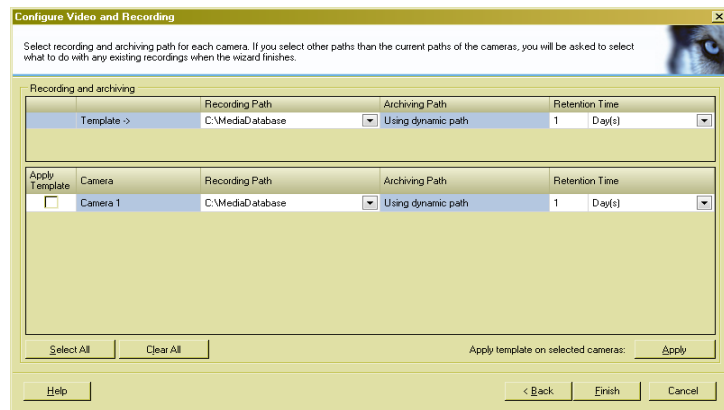 Configure Video and Recording
Select recording and archiving path for each camera. If you select other paths than the current paths of the cameras, you will be asked to select
what to do with any existing recordings when the wizard finishes.
Recording and archiving
Recording Path Archiving Path Retention Time
Template -> C:\MediaDatabase Using dynamic path 1 Day(s)
Apply
Template Camera Recording Path Archiving Path Retention Time
Camera 1 C:\MediaDatabase Using dynamic path 1 Day(s)
Select All Clear All Apply template on selected cameras: Apply
Help < Back Finish Cancel